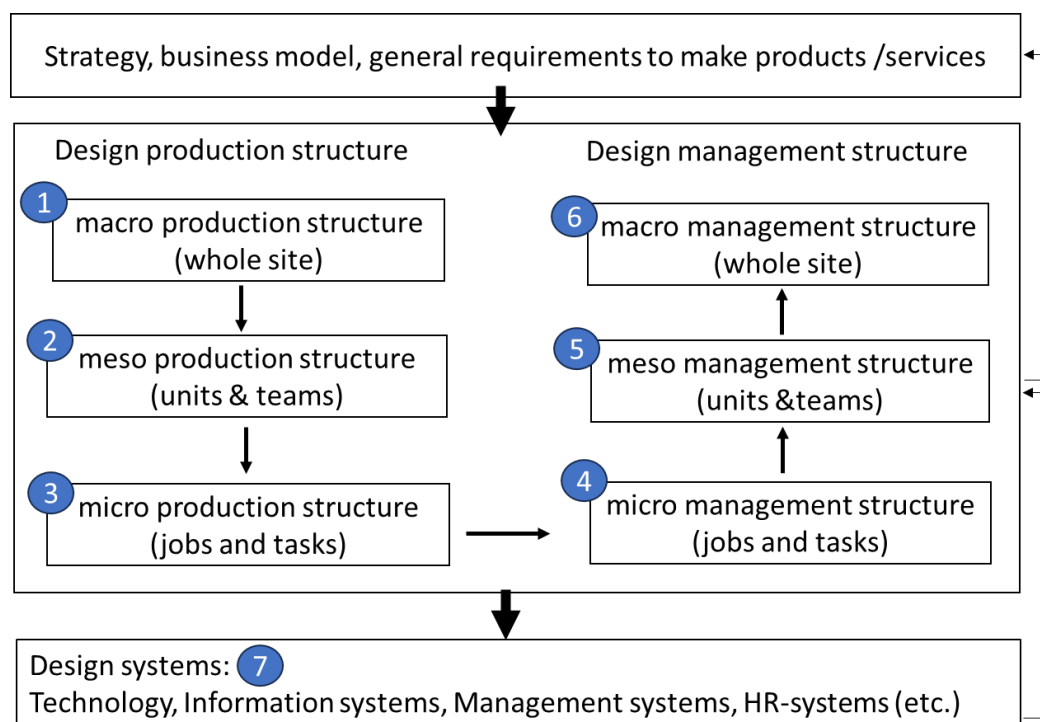 Strategy, business model, general requirements to make products /services
Design production structure
1
macro production structure
(whole site)
2
meso production structure
(units & teams)
3
micro production structure
(jobs and tasks)
Design management structure
6
macro management structure
(whole site)
5
meso management structure
(units &teams)
4
micro management structure
(jobs and tasks)
Design systems: 7
Technology, Information systems, Management systems, HR-systems (etc.)